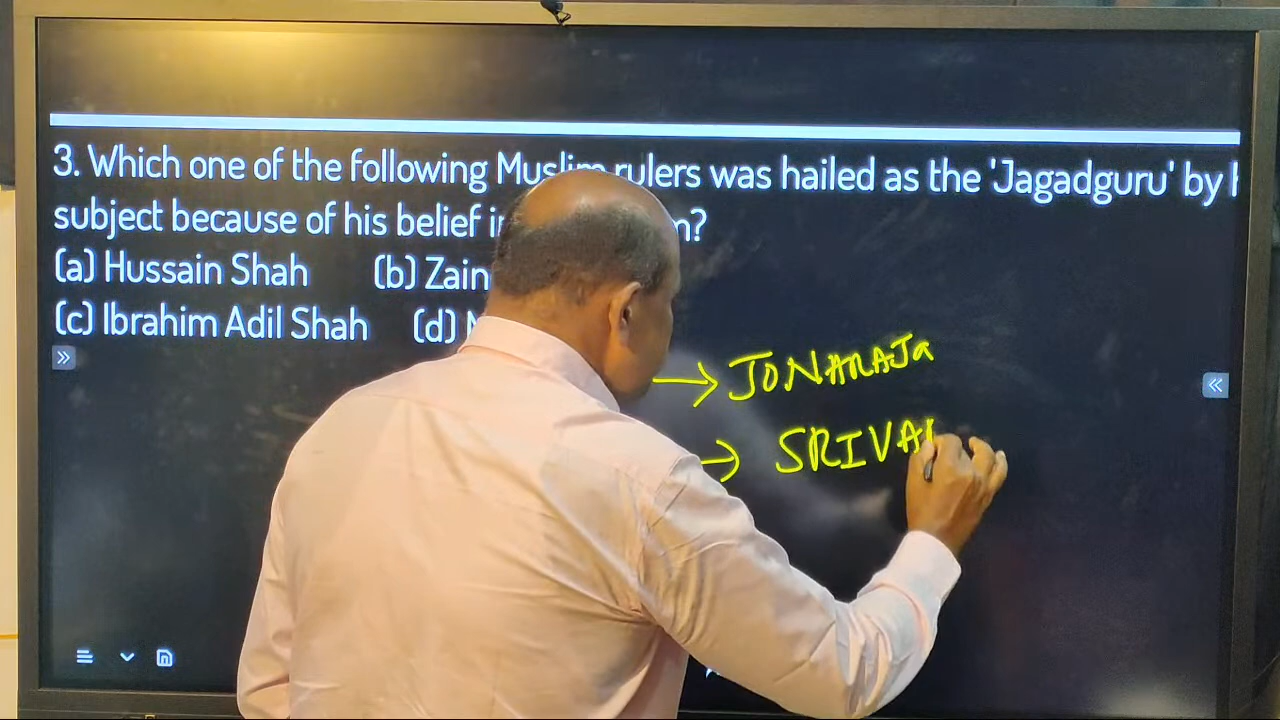 3. Which one of the following Muslim rulers was hailed as the 'Jagadguru' by
subject because of his belief
(a) Hussain Shah (b) Zain
(c) Ibrahim Adil Shah (d)
→ JONARAJa
→ SRIVA